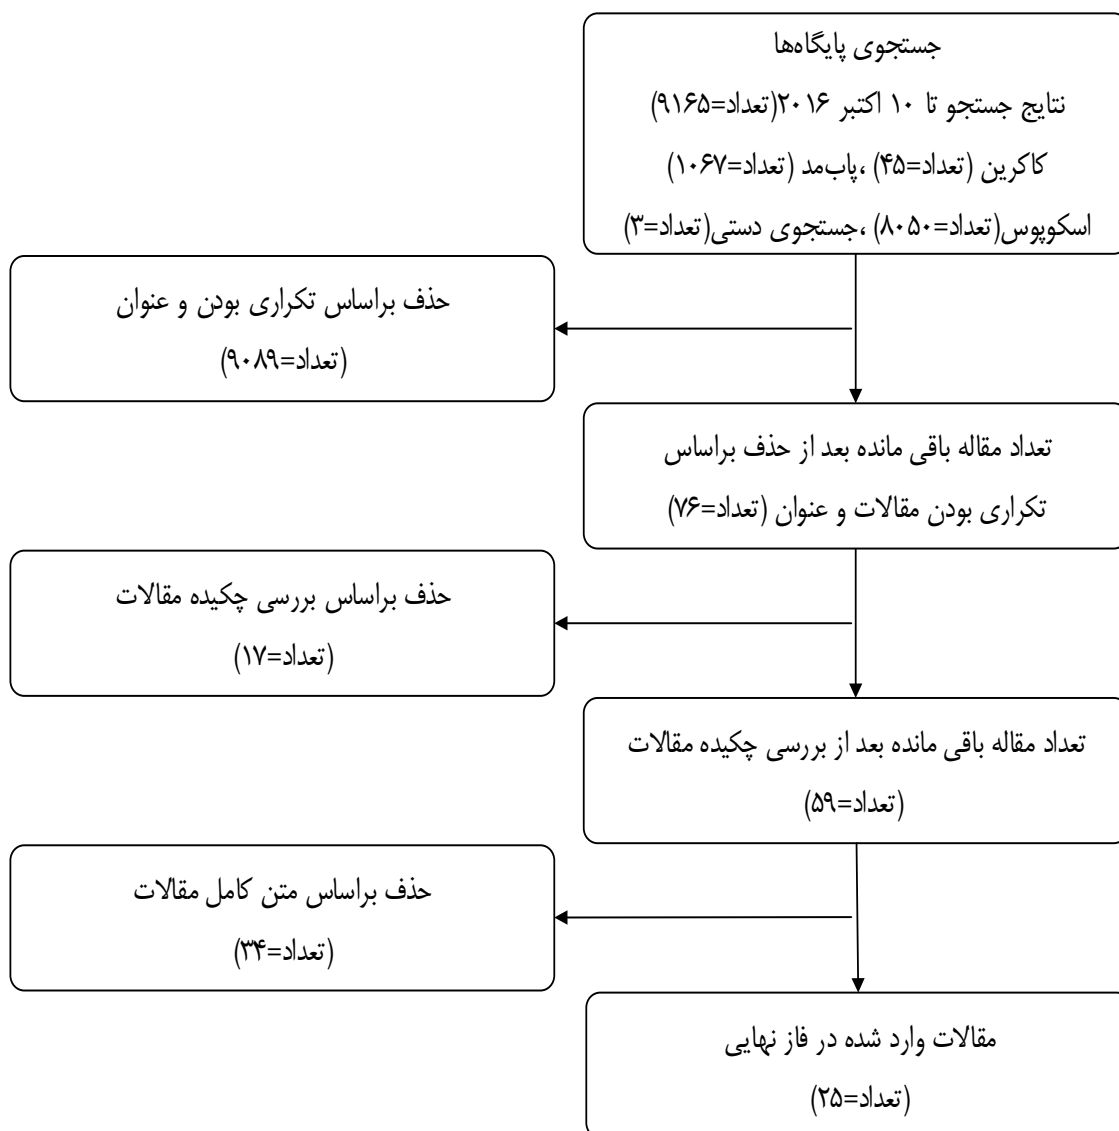 جستجوی پایگاه‌ها
نتایج جستجو تا ۱۰ اکتبر ۲۰۱۶(تعداد=۹۱۶۵)
کاکرین (تعداد=۴۵) ،پاب‌مد (تعداد=۱۰۶۷)
اسکوپوس(تعداد=۸۰۵۰) ،جستجوی دستی(تعداد=۳)
حذف براساس تکراری بودن و عنوان
(تعداد=۹۰۸۹)
تعداد مقاله باقی مانده بعد از حذف براساس
تکراری بودن مقالات و عنوان (تعداد=۷۶)
حذف براساس بررسی چکیده مقالات
(تعداد=۱۷)
تعداد مقاله باقی مانده بعد از بررسی چکیده مقالات
(تعداد=۵۹)
حذف براساس متن کامل مقالات
(تعداد=۳۴)
مقالات وارد شده در فاز نهایی
(تعداد=۲۵)